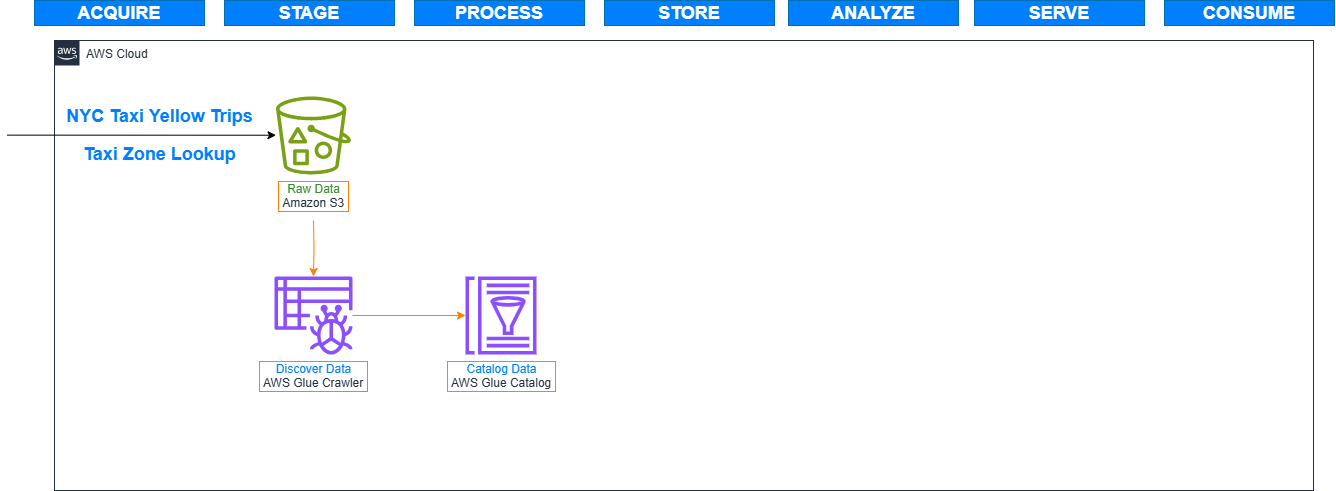 ACQUIRE
STAGE
PROCESS
STORE
ANALYZE
SERVE
CONSUME
aws
AWS Cloud
NYC Taxi Yellow Trips
Taxi Zone Lookup
Raw Data
Amazon S3
Discover Data
AWS Glue Crawler
Catalog Data
AWS Glue Catalog